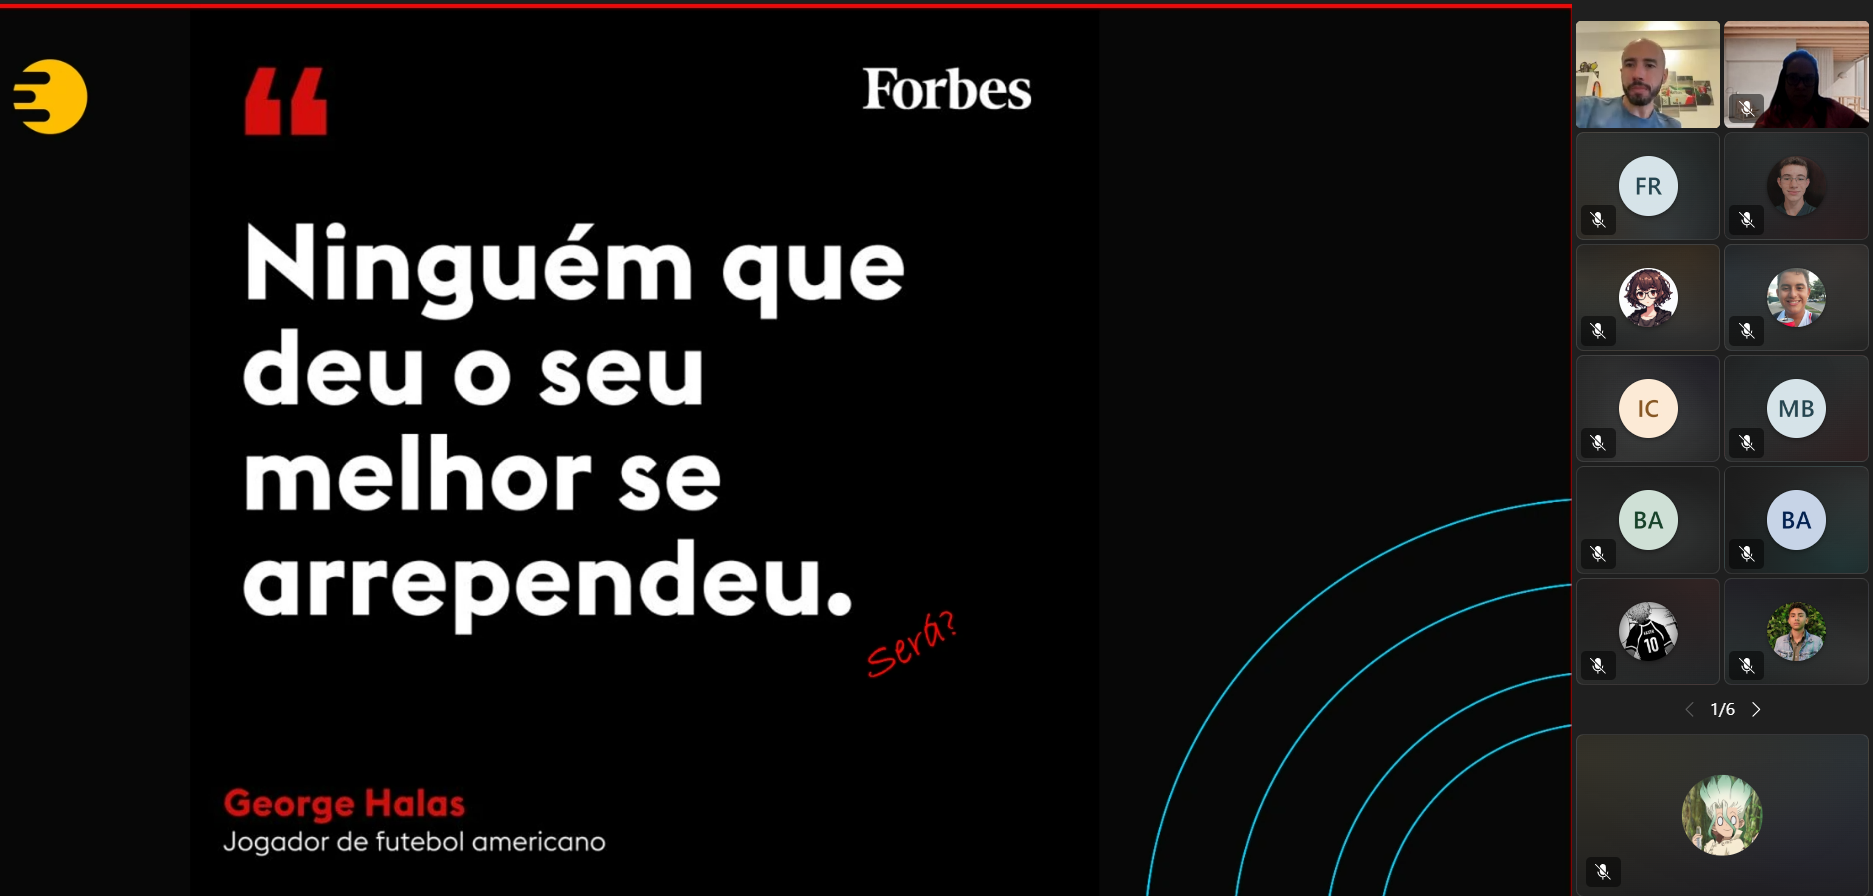 “
Forbes
Ninguém que
deu o seu
melhor se
arrependeu.
Será?
George Halas
Jogador de futebol americano
FR
IC
MB
BA
BA
10
1/6